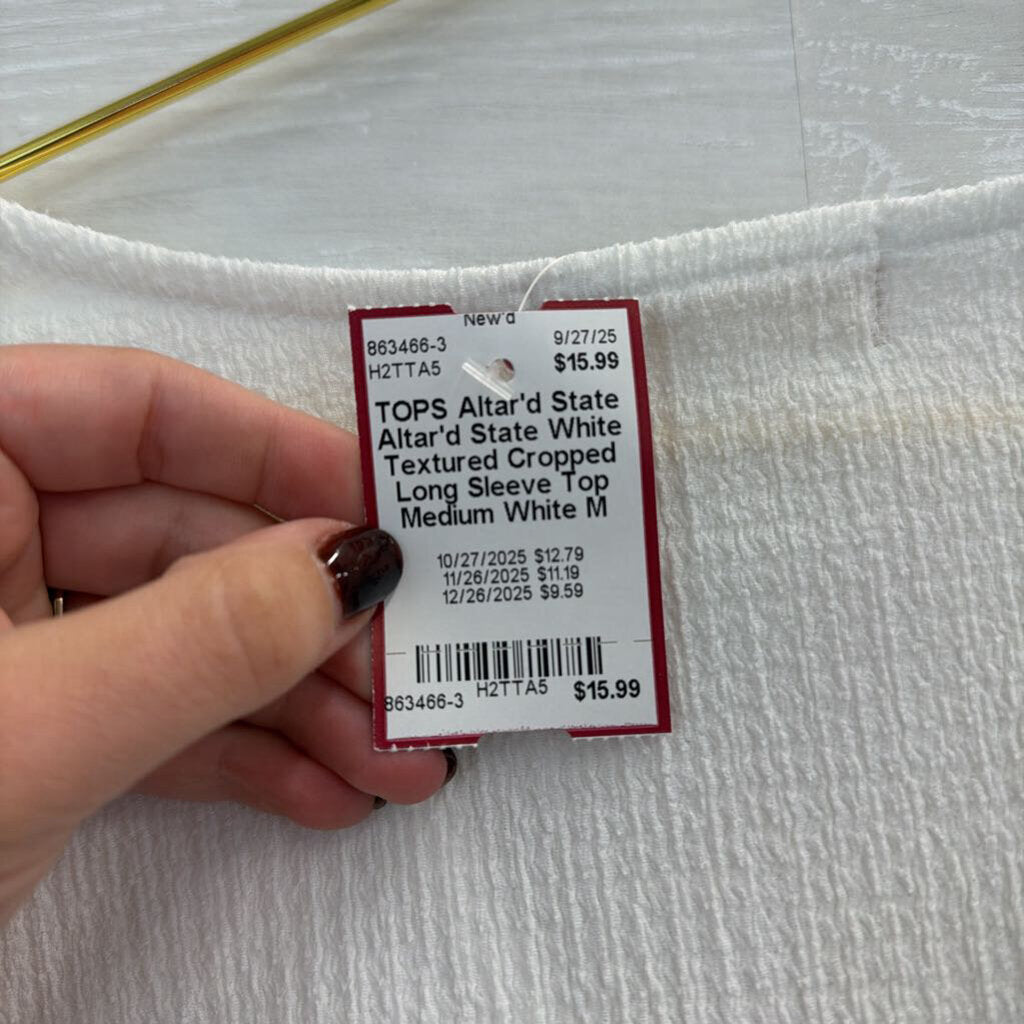 New'd
863466-3 9/27/25
H2TTA5 $15.99
TOPS Altar'd State
Altar'd State White
Textured Cropped
Long Sleeve Top
Medium White M
10/27/2025 $12.79
11/26/2025 $11.19
12/26/2025 $9.59
863466-3 H2TTA5 $15.99